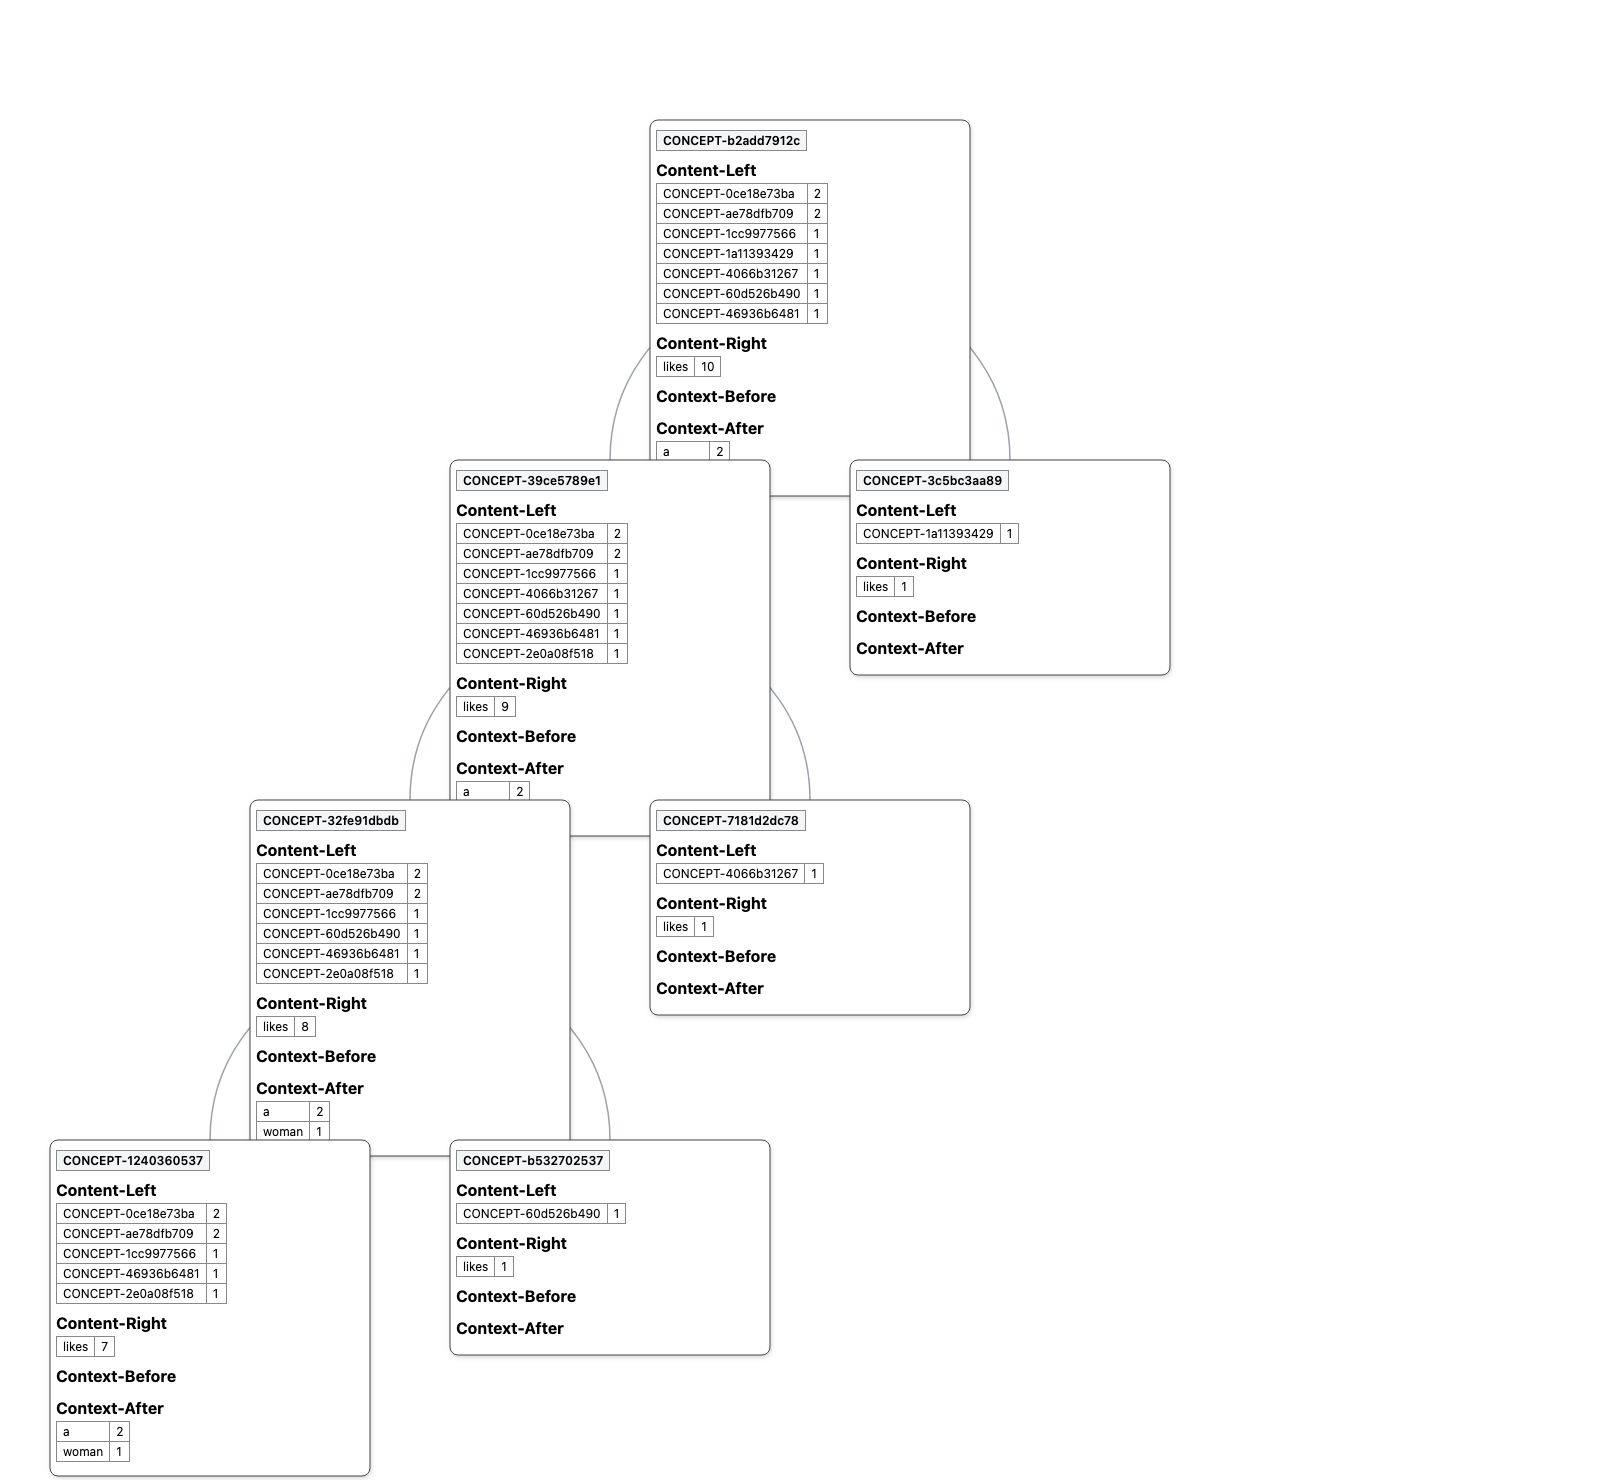 CONCEPT-b2add7912c
Content-Left
CONCEPT-0ce18e73ba 2
CONCEPT-ae78dfb709 2
CONCEPT-1cc9977566 1
CONCEPT-1a11393429 1
CONCEPT-4066b31267 1
CONCEPT-60d526b490 1
CONCEPT-46936b6481 1
Content-Right
likes 10
Context-Before
Context-After
a 2
CONCEPT-39ce5789e1
Content-Left
CONCEPT-0ce18e73ba 2
CONCEPT-ae78dfb709 2
CONCEPT-1cc9977566 1
CONCEPT-4066b31267 1
CONCEPT-60d526b490 1
CONCEPT-46936b6481 1
CONCEPT-2e0a08f518 1
Content-Right
likes 9
Context-Before
Context-After
a 2
CONCEPT-3c5bc3aa89
Content-Left
CONCEPT-1a11393429 1
Content-Right
likes 1
Context-Before
Context-After
CONCEPT-32fe91dbdb
Content-Left
CONCEPT-0ce18e73ba 2
CONCEPT-ae78dfb709 2
CONCEPT-1cc9977566 1
CONCEPT-60d526b490 1
CONCEPT-46936b6481 1
CONCEPT-2e0a08f518 1
Content-Right
likes 8
Context-Before
Context-After
a 2
woman 1
CONCEPT-7181d2dc78
Content-Left
CONCEPT-4066b31267 1
Content-Right
likes 1
Context-Before
Context-After
CONCEPT-1240360537
Content-Left
CONCEPT-0ce18e73ba 2
CONCEPT-ae78dfb709 2
CONCEPT-1cc9977566 1
CONCEPT-46936b6481 1
CONCEPT-2e0a08f518 1
Content-Right
likes 7
Context-Before
Context-After
a 2
woman 1
CONCEPT-b532702537
Content-Left
CONCEPT-60d526b490 1
Content-Right
likes 1
Context-Before
Context-After